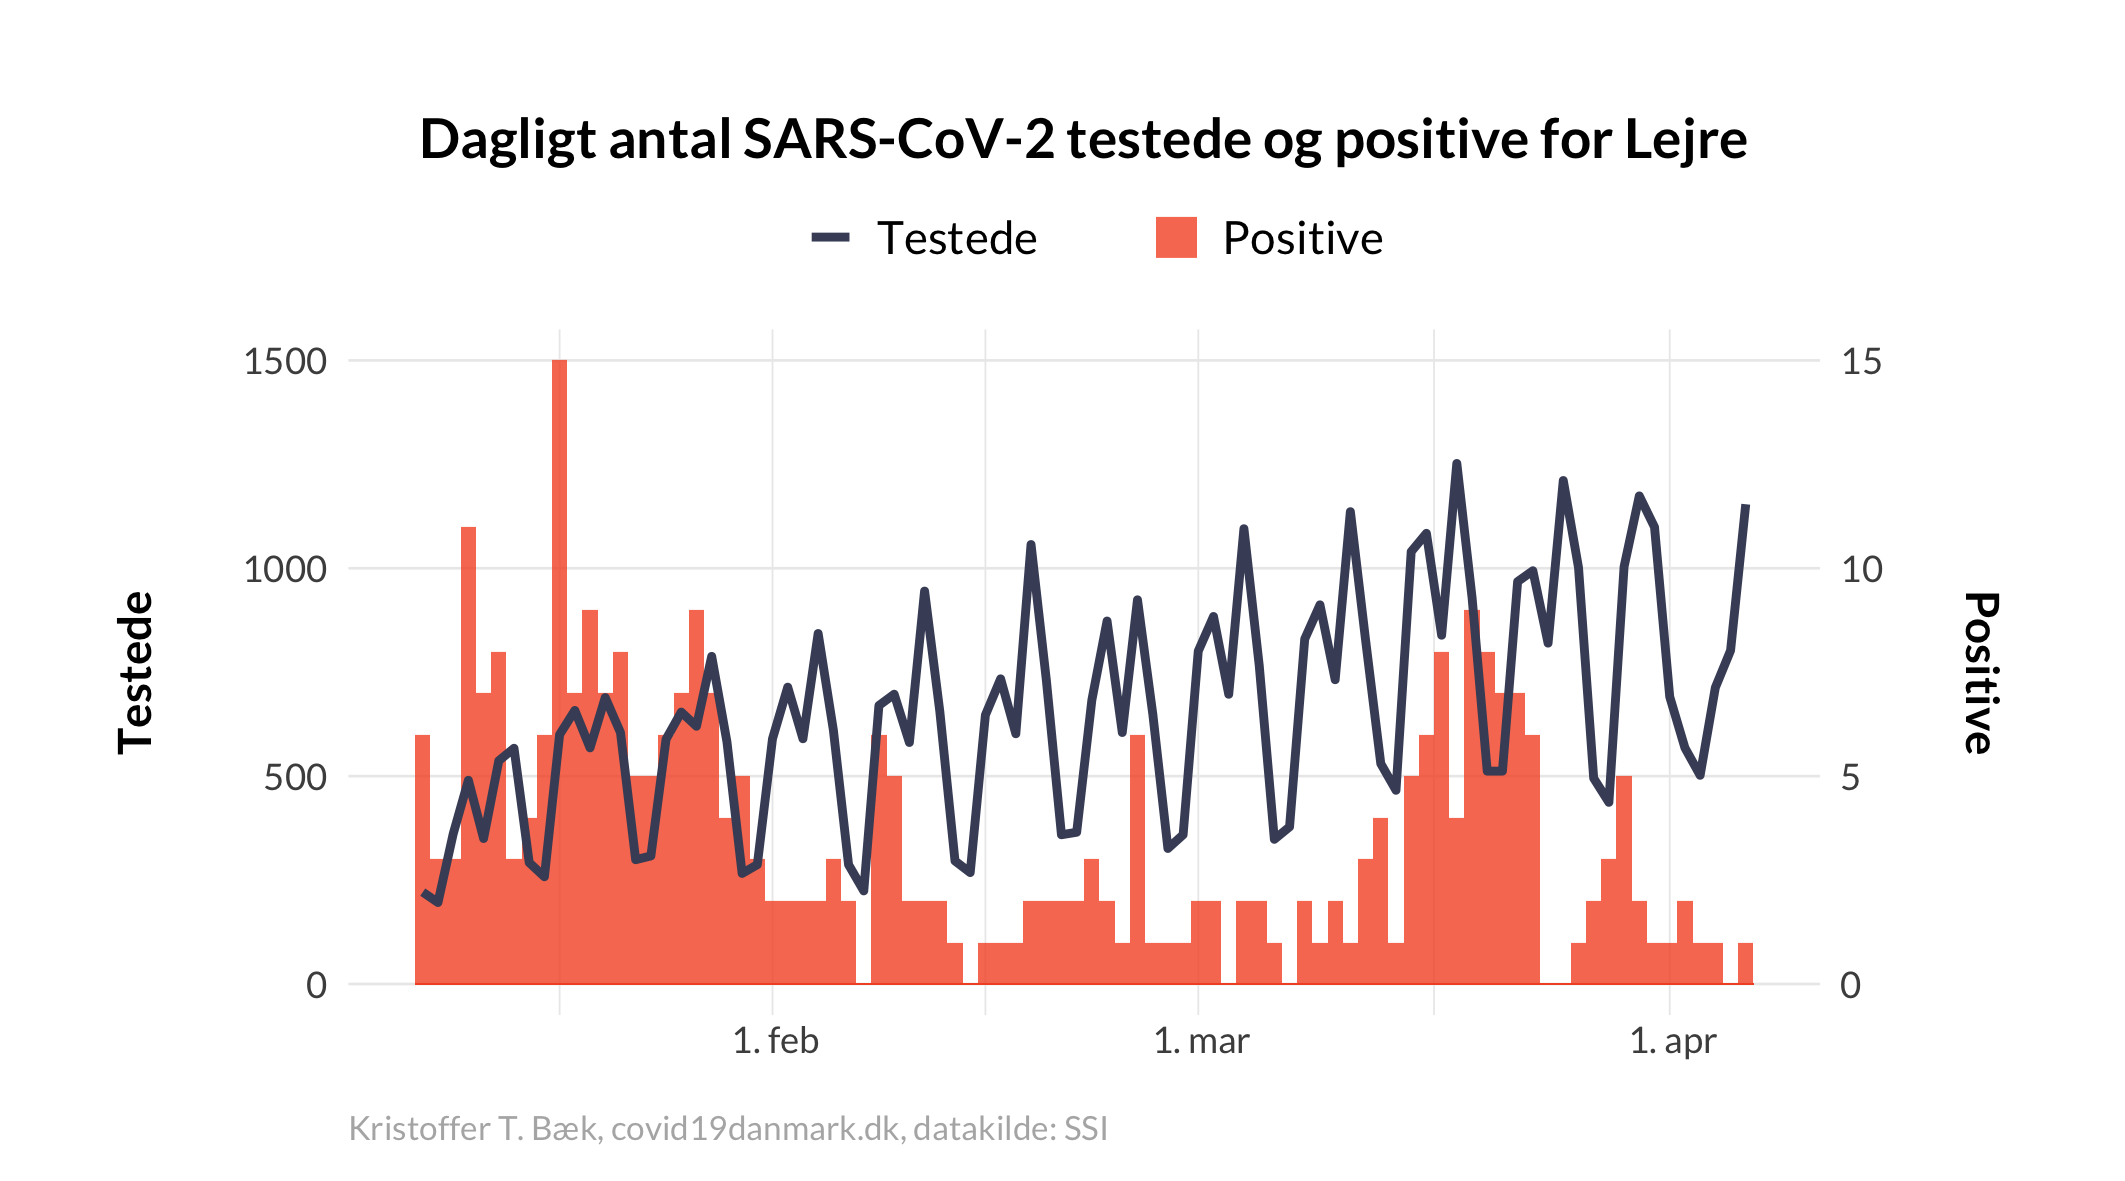 Dagligt antal SARS-CoV-2 testede og positive for Lejre
Testede
Positive
1500
1000
500
0
15
10
5
0
Testede
Positive
1. feb
1. mar
1. apr
Kristoffer T. Bæk, covid19danmark.dk, datakilde: SSI